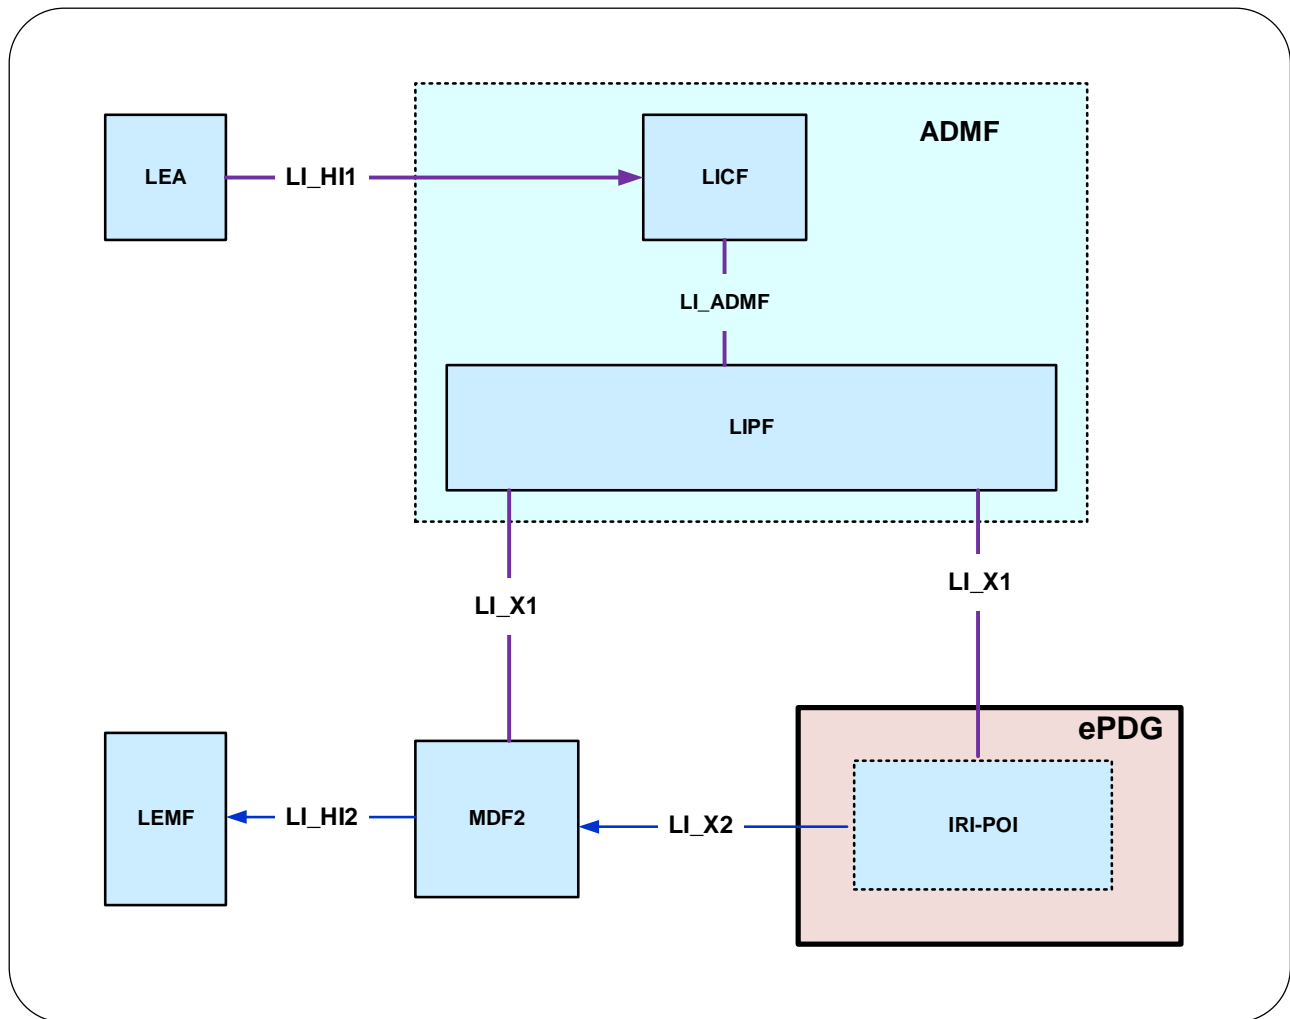 ADMF
LEA
LI_HI1
LICF
LI_ADMF
LIPF
LI_X1
LI_X1
ePDG
LEMF
LI_HI2
MDF2
LI_X2
IRI-POI